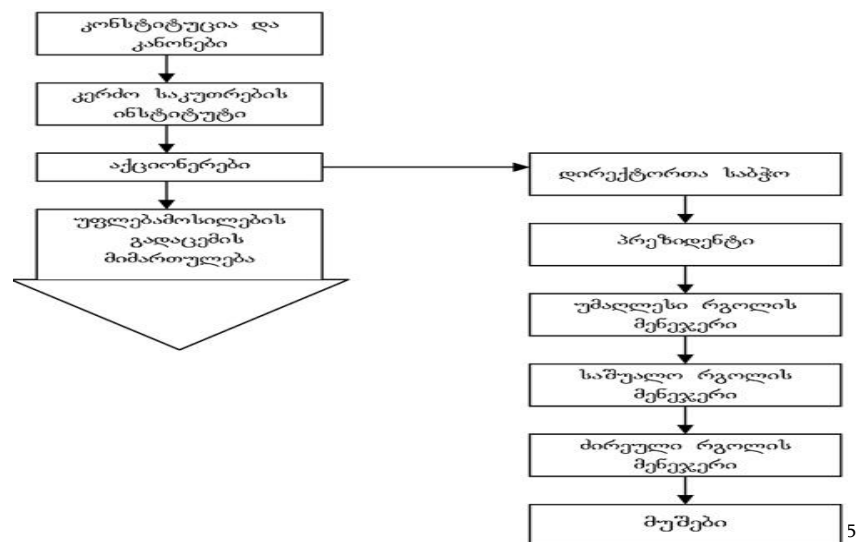 კონსტიტუცია და
კანონები
კერძო საკუთრების
ინსტიტუტი
აქციონერები
უფლებამოსილების
გადაცემის
მიმართულება
დირექტორთა საბჭო
პრეზიდენტი
უმაღლესი რგოლის
მენეჯერი
საშუალო რგოლის
მენეჯერი
ძირეული რგოლის
მენეჯერი
მუშები
5